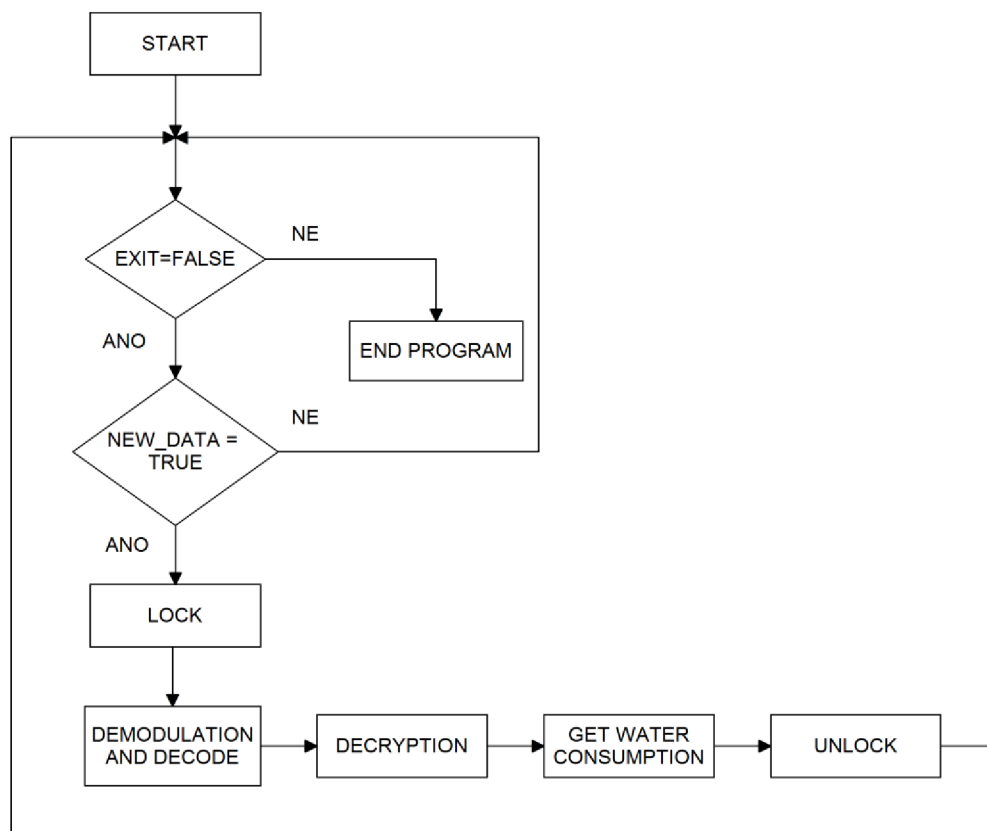 START
EXIT=FALSE
NE
END PROGRAM
ANO
NEW_DATA =
TRUE
NE
ANO
LOCK
DEMODULATION
AND DECODE
DECRYPTION
GET WATER
CONSUMPTION
UNLOCK